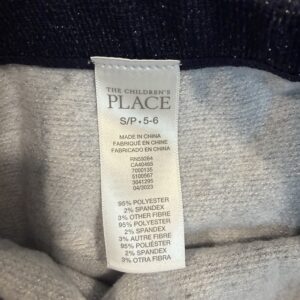 THE CHILDREN'S
PLACE
S/P • 5-6
MADE IN CHINA
FABRIQUÉ EN CHINE
FABRICADO EN CHINA
RN55084
CA40465
7000135
5100567
3041295
04/2023
95% POLYESTER
2% SPANDEX
3% OTHER FIBRE
95% POLYESTER
2% SPANDEX
3% AUTRE FIBRE
95% POLIÉSTER
2% SPANDEX
3% OTRA FIBRA